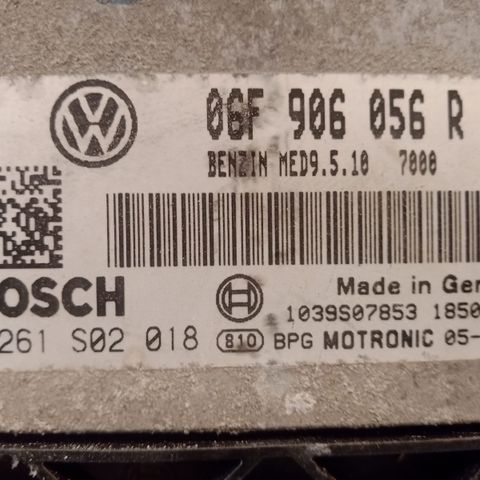 06F 906 056 R
BENZIN MED9.5.10 7000
BOSCH
Made in Ger
1039S07853 1850
261 S02 018
810 BPG MOTRONIC 05-